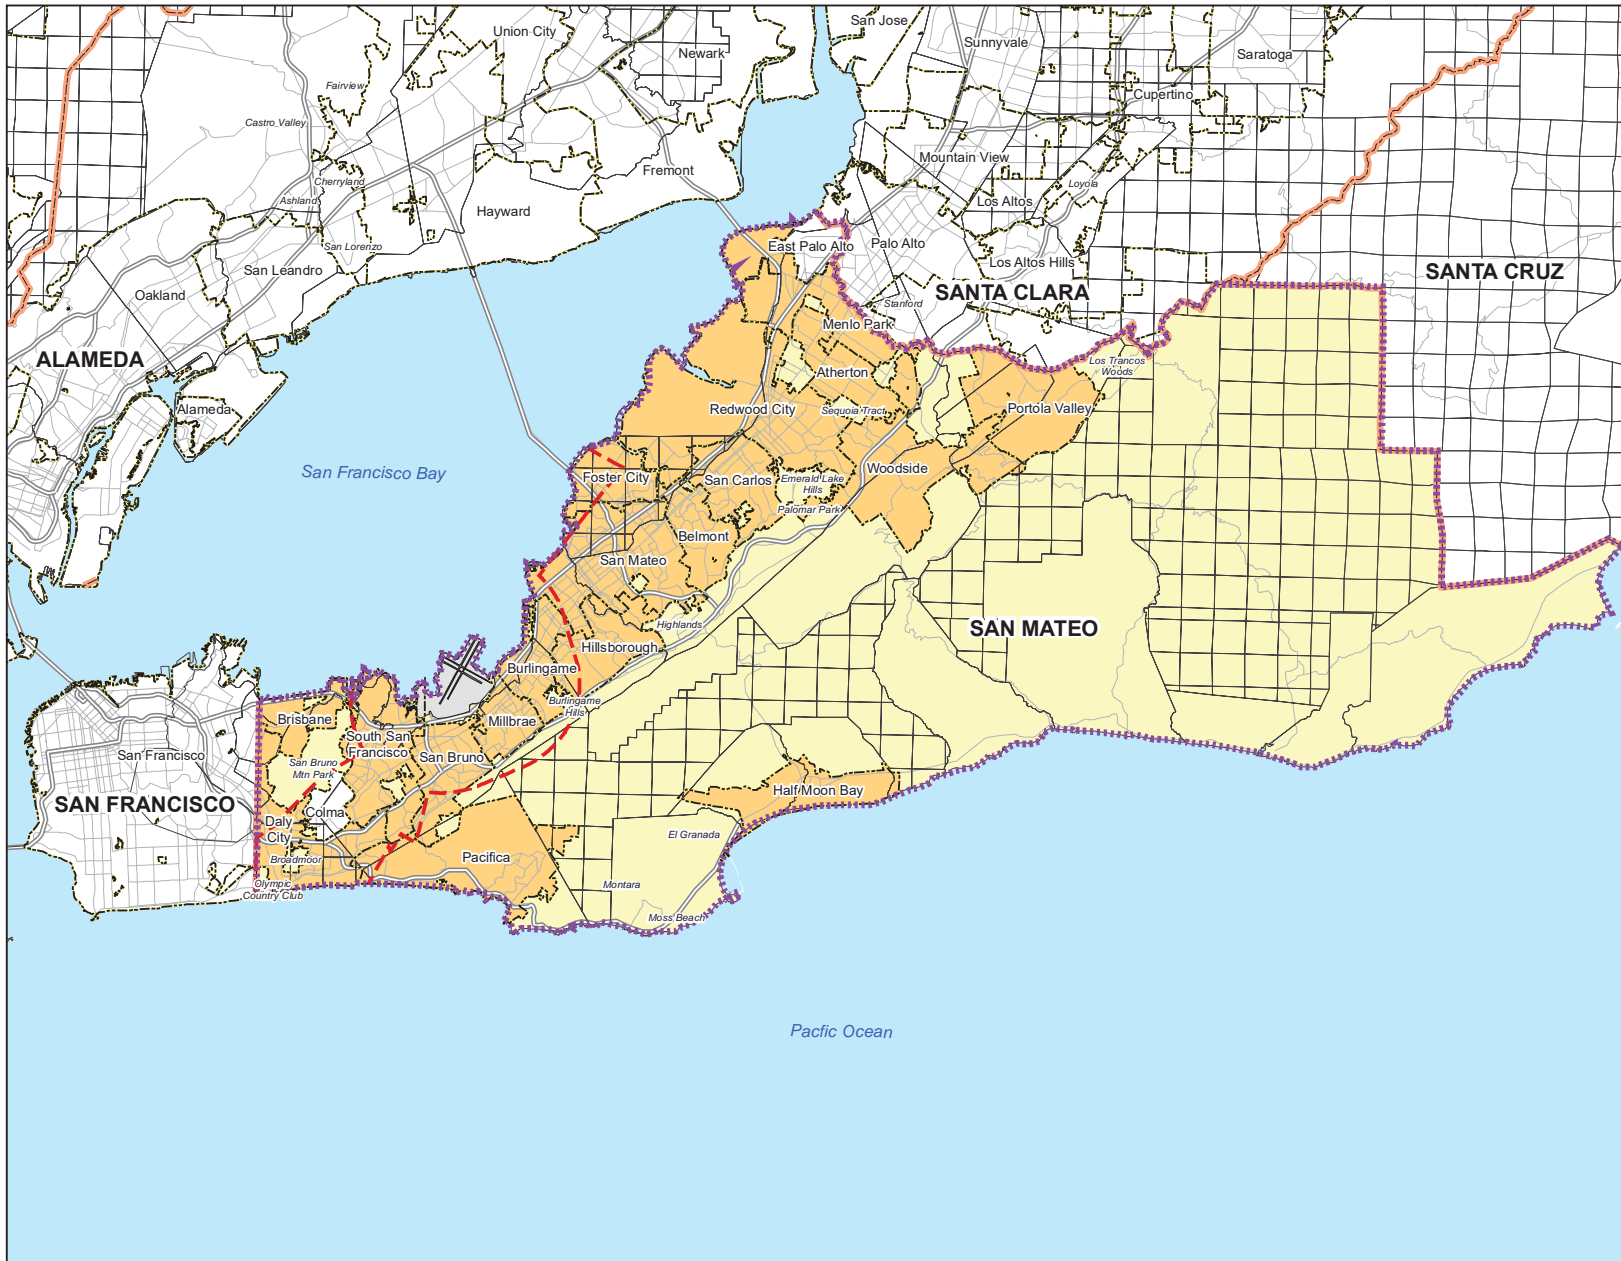 San Jose
Union City
Sunnyvale
Newark
Saratoga
Fairview
Cupertino
Castro Valley
Mountain View
Fremont
Cherryland
Loyola
Ashland
Los Altos
Hayward
San Lorenzo
East Palo Alto
Palo Alto
San Leandro
Los Altos Hills
SANTA CRUZ
Oakland
SANTA CLARA
Stanford
Menlo Park
ALAMEDA
Los Trancos
Woods
Atherton
Alameda
Redwood City
Sequoia Tract
Portola Valley
San Francisco Bay
Woodside
Foster City
San Carlos
Emerald Lake
Hills
Palomar Park
Belmont
San Mateo
Highlands
SAN MATEO
Hillsborough
Burlingame
Burlingame
Hills
Brisbane
Millbrae
South San
Francisco
San Francisco
San Bruno
San Bruno
Mtn Park
Half Moon Bay
SAN FRANCISCO
Colma
Daly
City
El Granada
Broadmoor
Pacifica
Olympic
Country Club
Montara
Moss Beach
Pacfic Ocean